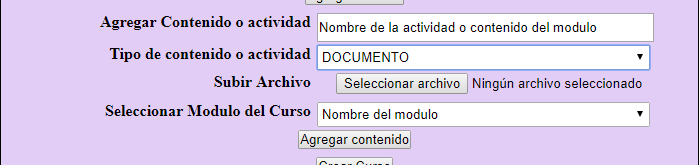 Agregar Contenido o actividad Nombre de la actividad o contenido del modulo
Tipo de contenido o actividad DOCUMENTO
Subir Archivo Seleccionar archivo Ningún archivo seleccionado
Seleccionar Modulo del Curso Nombre del modulo
Agregar contenido
Crear Curso